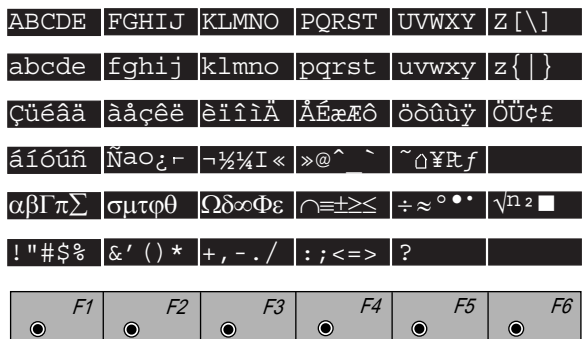 ABCDE FGHIJ KLMNO PQRST UVWXY Z[\]
abcde fghij klmno pqrst uvwxy z{|}
Çüéâä àåçêë èïîìÄ ÅÉæÆô öòûùÿ ÖÜ¢£
áíóúñ Ñao¿⌐ ¬½¼I« »@^_` ~⌂¥₧ƒ
αβΓπΣ σμτφθ Ωδ∞Φε ∩≡±≥≤ ÷≈°•· √ⁿ²■
!"#$% &'()* +,-./ :;<=> ?
F1 F2 F3 F4 F5 F6